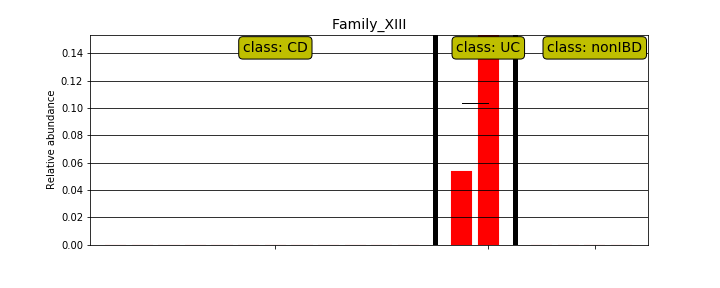 Family_XIII
class: CD
class: UC
class: nonIBD
0.14
0.12
0.10
0.08
0.06
0.04
0.02
0.00
Relative abundance